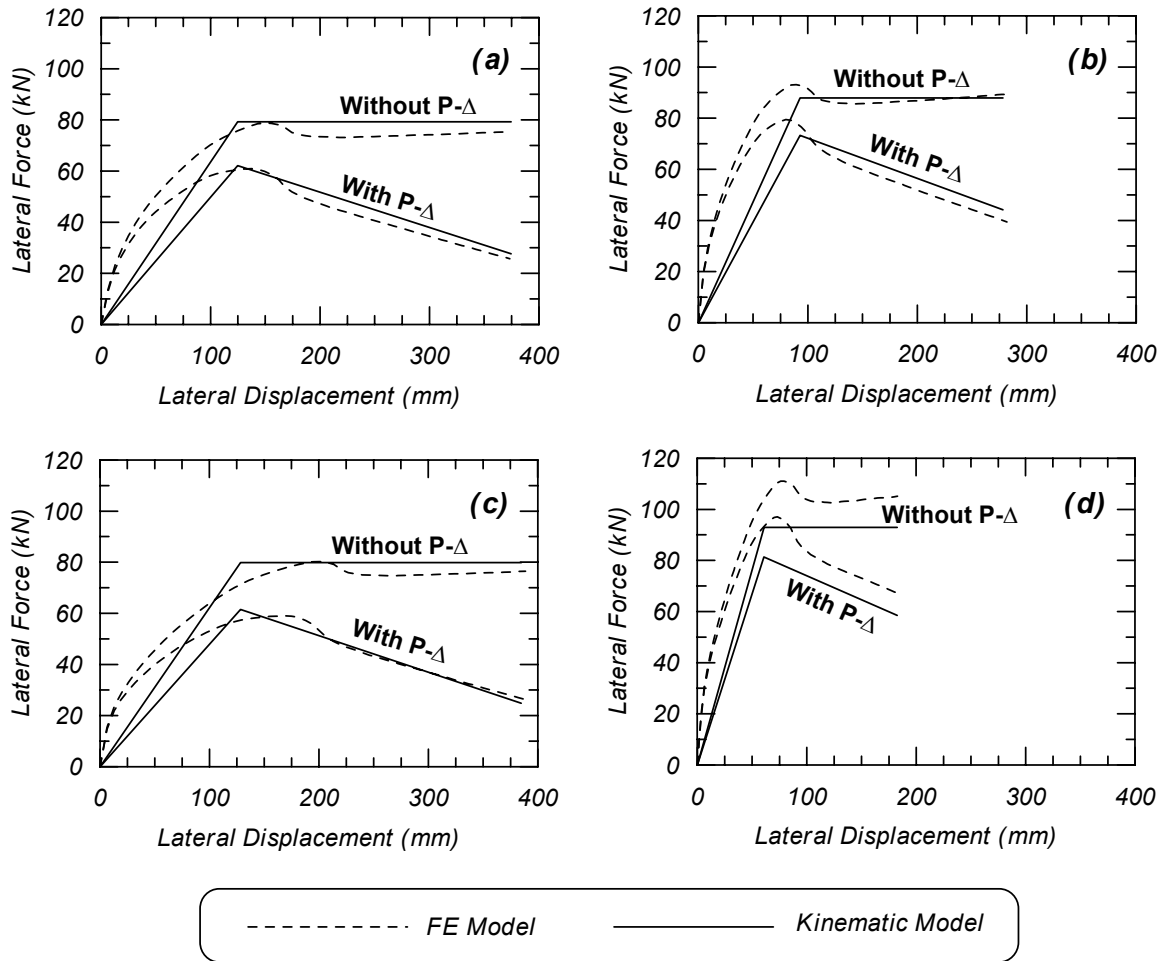 120
100
80
60
40
20
0
Lateral Force (kN)
(a)
Without P-Δ
With P-Δ
0 100 200 300 400
Lateral Displacement (mm)
120
100
80
60
40
20
0
Lateral Force (kN)
(b)
Without P-Δ
With P-Δ
0 100 200 300 400
Lateral Displacement (mm)
120
100
80
60
40
20
0
Lateral Force (kN)
(c)
Without P-Δ
With P-Δ
0 100 200 300 400
Lateral Displacement (mm)
120
100
80
60
40
20
0
Lateral Force (kN)
(d)
Without P-Δ
With P-Δ
0 100 200 300 400
Lateral Displacement (mm)
FE Model Kinematic Model